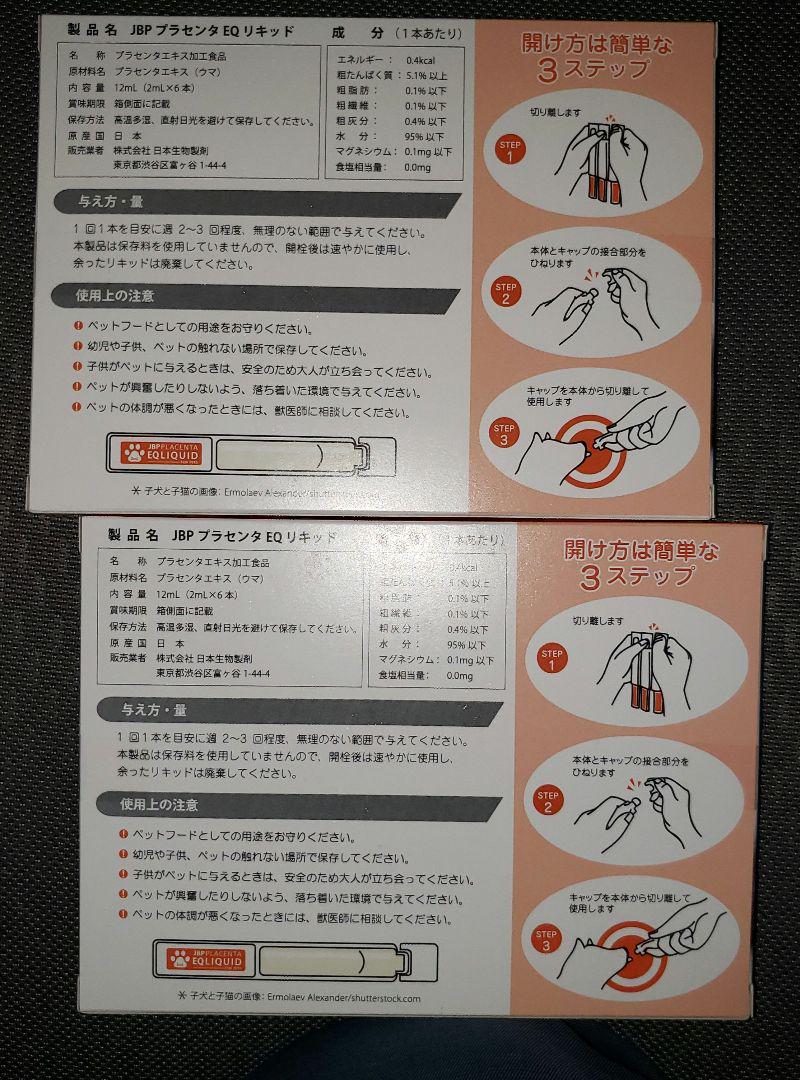 製品名 JBP プラセンタ EQ リキッド
名称 プラセンタエキス加工食品
原材料名 プラセンタエキス（ウマ）
内容量 12mL（2mL×6本）
賞味期限 箱側面に記載
保存方法 高温多湿、直射日光を避けて保存してください。
原産国 日本
販売業者 株式会社 日本生物製剤
東京都渋谷区富ヶ谷 1-44-4
成分（1本あたり）
エネルギー： 0.4kcal
粗たんぱく質： 5.1% 以上
粗脂肪： 0.1% 以下
粗繊維： 0.1% 以下
粗灰分： 0.4% 以下
水分： 95% 以下
マグネシウム： 0.1mg 以下
食塩相当量： 0.0mg
与え方・量
1 回1本を目安に週 2〜3 回程度、無理のない範囲で与えてください。
本製品は保存料を使用していませんので、開栓後は速やかに使用し、
余ったリキッドは廃棄してください。
使用上の注意
ペットフードとしての用途をお守りください。
幼児や子供、ペットの触れない場所で保存してください。
子供がペットに与えるときは、安全のため大人が立ち会ってください。
ペットが興奮したりしないよう、落ち着いた環境で与えてください。
ペットの体調が悪くなったときには、獣医師に相談してください。
JBP PLACENTA
EQLIQUID
＊ 子犬と子猫の画像：Ermolaev Alexander/shutterstock.com
開け方は簡単な
3ステップ
切り離します
STEP
1
本体とキャップの接合部分を
ひねります
STEP
2
キャップを本体から切り離して
使用します
STEP
3
製品名 JBP プラセンタ EQ リキッド
名称 プラセンタエキス加工食品
原材料名 プラセンタエキス（ウマ）
内容量 12mL（2mL×6本）
賞味期限 箱側面に記載
保存方法 高温多湿、直射日光を避けて保存してください。
原産国 日本
販売業者 株式会社 日本生物製剤
東京都渋谷区富ヶ谷 1-44-4
（1本あたり）
0.4kcal
粗たんぱく質： 5.1% 以上
粗脂肪： 0.1% 以下
粗繊維： 0.1% 以下
粗灰分： 0.4% 以下
水分： 95% 以下
マグネシウム： 0.1mg 以下
食塩相当量： 0.0mg
与え方・量
1 回1本を目安に週 2〜3 回程度、無理のない範囲で与えてください。
本製品は保存料を使用していませんので、開栓後は速やかに使用し、
余ったリキッドは廃棄してください。
使用上の注意
ペットフードとしての用途をお守りください。
幼児や子供、ペットの触れない場所で保存してください。
子供がペットに与えるときは、安全のため大人が立ち会ってください。
ペットが興奮したりしないよう、落ち着いた環境で与えてください。
ペットの体調が悪くなったときには、獣医師に相談してください。
JBP PLACENTA
EQLIQUID
＊ 子犬と子猫の画像：Ermolaev Alexander/shutterstock.com
開け方は簡単な
3ステップ
切り離します
STEP
1
本体とキャップの接合部分を
ひねります
STEP
2
キャップを本体から切り離して
使用します
STEP
3